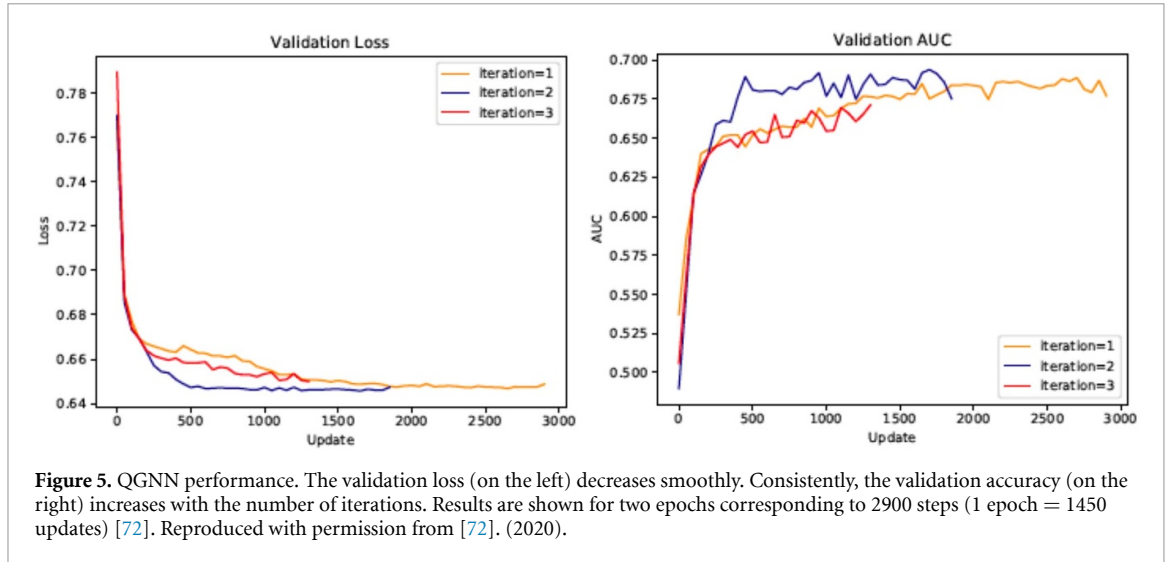 Validation Loss
Loss
0.78
0.76
0.74
0.72
0.70
0.68
0.66
0.64
iteration=1
iteration=2
iteration=3
0 500 1000 1500 2000 2500 3000
Update
Validation AUC
AUC
0.700
0.675
0.650
0.625
0.600
0.575
0.550
0.525
0.500
iteration=1
iteration=2
iteration=3
0 500 1000 1500 2000 2500 3000
Update
Figure 5. QGNN performance. The validation loss (on the left) decreases smoothly. Consistently, the validation accuracy (on the
right) increases with the number of iterations. Results are shown for two epochs corresponding to 2900 steps (1 epoch = 1450
updates) [72]. Reproduced with permission from [72]. (2020).